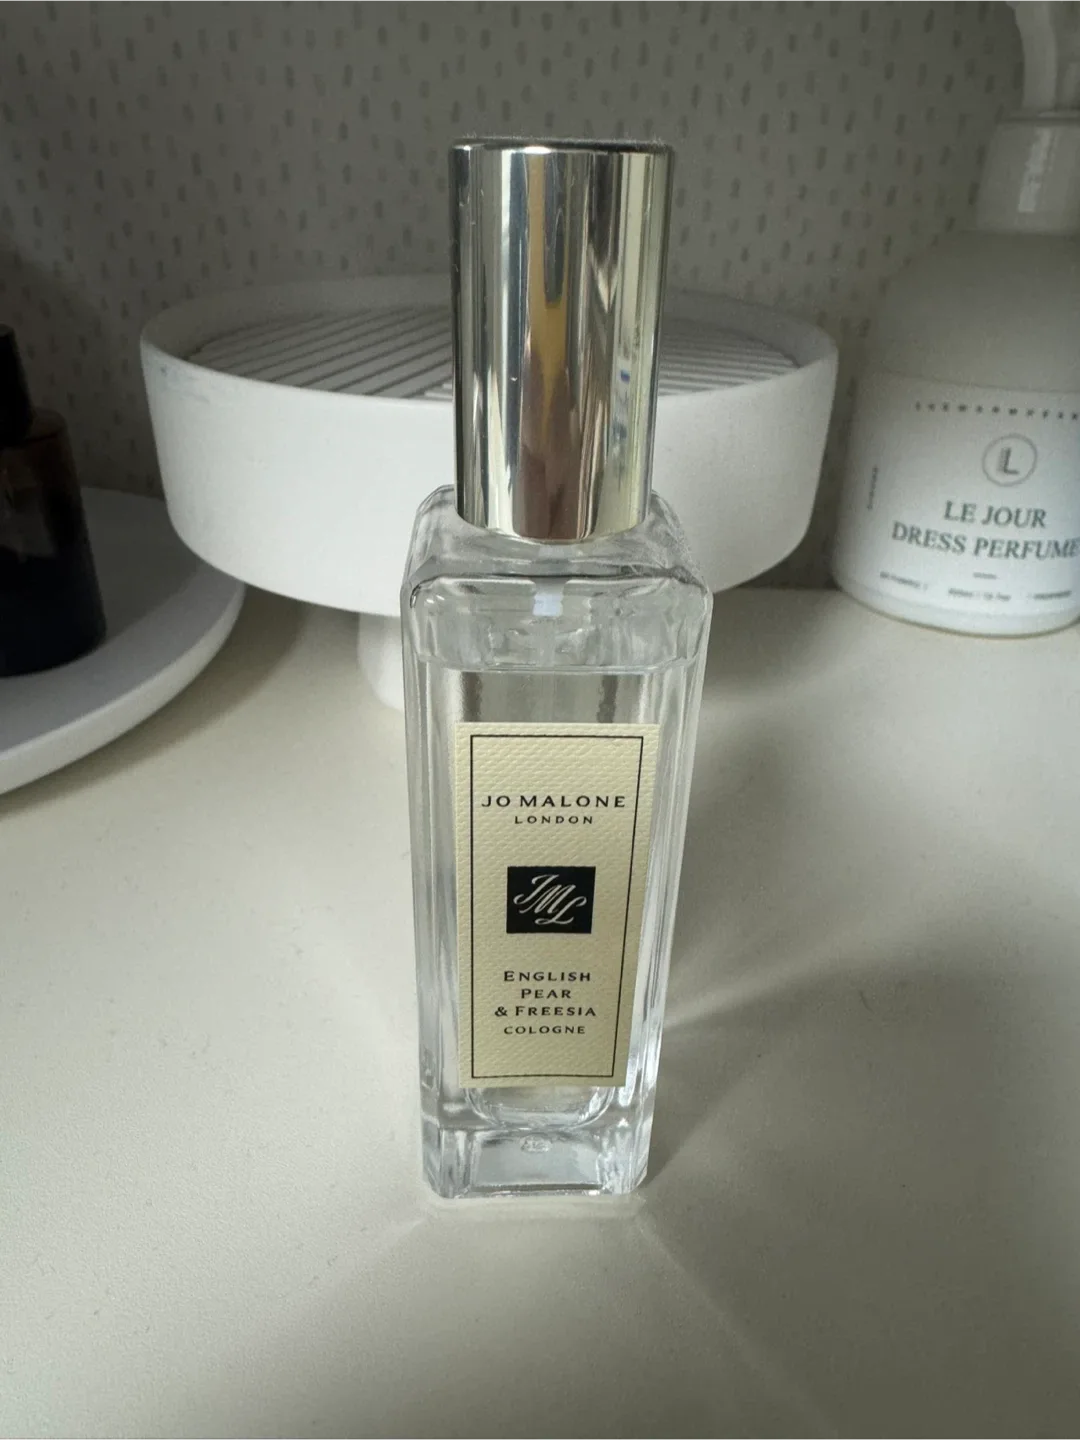 JO MALONE
LONDON
JML
ENGLISH
PEAR
& FREESIA
COLOGNE
L
LE JOUR
DRESS PERFUME